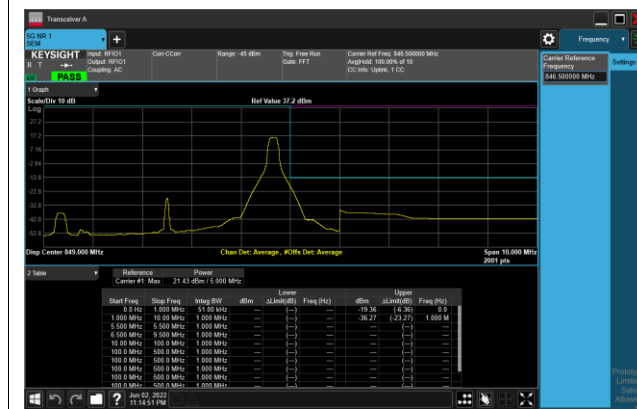 Transceiver A
5G NR 1
SEM
+
Frequency
KEYSIGHT
R T
PASS
Input: RFIO1
Output: RFIO1
Coupling: AC
Corr CCorr
Range: -45 dBm
Trig: Free Run
Gate: FFT
Carrier Ref Freq: 846.500000 MHz
Avg|Hold: 100.00% of 10
CC Info: Uplink, 1 CC
Carrier Reference
Frequency
846.500000 MHz
Settings
1 Graph
Scale/Div 10 dB
Ref Value 37.2 dBm
Log
27.2
17.2
7.16
-2.84
-12.8
-22.8
-32.8
-42.8
-52.8
Disp Center 849.000 MHz
Chan Det: Average , #Offs Det: Average
Span 10.000 MHz
2001 pts
2 Table
Reference Power
Carrier #1: Max 21.43 dBm / 5.000 MHz
Lower Upper
Start Freq Stop Freq Integ BW dBm ΔLimit(dB) Freq (Hz) dBm ΔLimit(dB) Freq (Hz)
0.0 Hz 1.000 MHz 51.00 kHz --- (---) --- -19.36 (-6.36) 0.0
1.000 MHz 10.00 MHz 1.000 MHz --- (---) --- -36.27 (-23.27) 1.000 M
5.500 MHz 5.500 MHz 1.000 MHz --- (---) --- --- (---) ---
6.500 MHz 9.500 MHz 1.000 MHz --- (---) --- --- (---) ---
10.00 MHz 100.0 MHz 1.000 MHz --- (---) --- --- (---) ---
100.0 MHz 500.0 MHz 1.000 MHz --- (---) --- --- (---) ---
100.0 MHz 500.0 MHz 1.000 MHz --- (---) --- --- (---) ---
100.0 MHz 500.0 MHz 1.000 MHz --- (---) --- --- (---) ---
100.0 MHz 500.0 MHz 1.000 MHz --- (---) --- --- (---) ---
Jun 02, 2022
11:14:51 PM
?